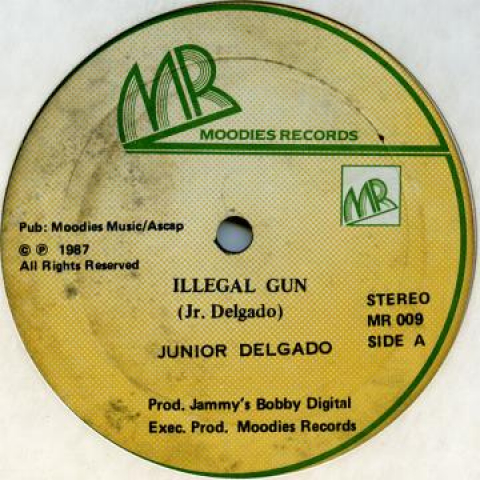 MR
MOODIES RECORDS
MR
Pub: Moodies Music/Ascap
© ℗ 1987
All Rights Reserved
ILLEGAL GUN
(Jr. Delgado)
JUNIOR DELGADO
STEREO
MR 009
SIDE A
Prod. Jammy's Bobby Digital
Exec. Prod. Moodies Records